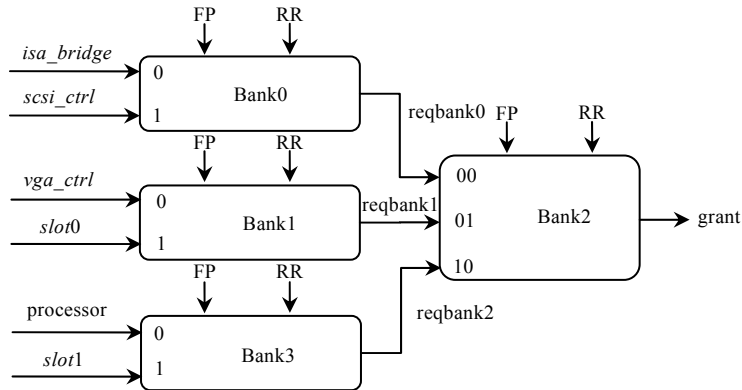 FP RR
isa_bridge 0
Bank0
scsi_ctrl 1
reqbank0 FP RR
FP RR
vga_ctrl 0
00
Bank1 reqbank1 01 Bank2 grant
slot0 1
FP RR 10
processor 0
reqbank2
Bank3
slot1 1